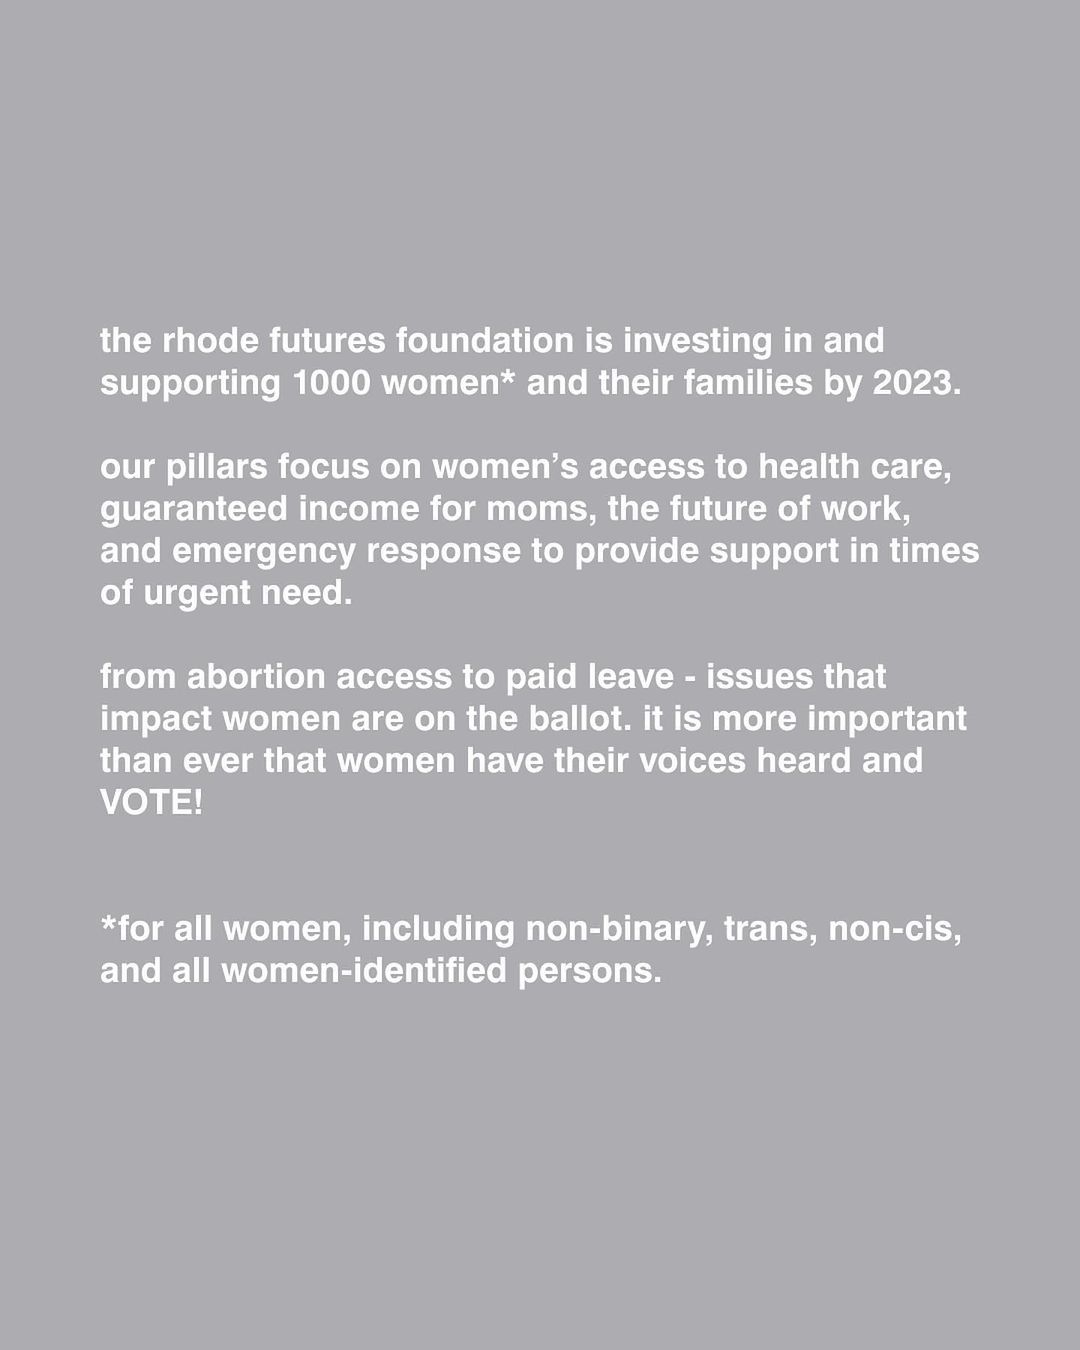 the rhode futures foundation is investing in and
supporting 1000 women* and their families by 2023.
our pillars focus on women’s access to health care,
guaranteed income for moms, the future of work,
and emergency response to provide support in times
of urgent need.
from abortion access to paid leave - issues that
impact women are on the ballot. it is more important
than ever that women have their voices heard and
VOTE!
*for all women, including non-binary, trans, non-cis,
and all women-identified persons.